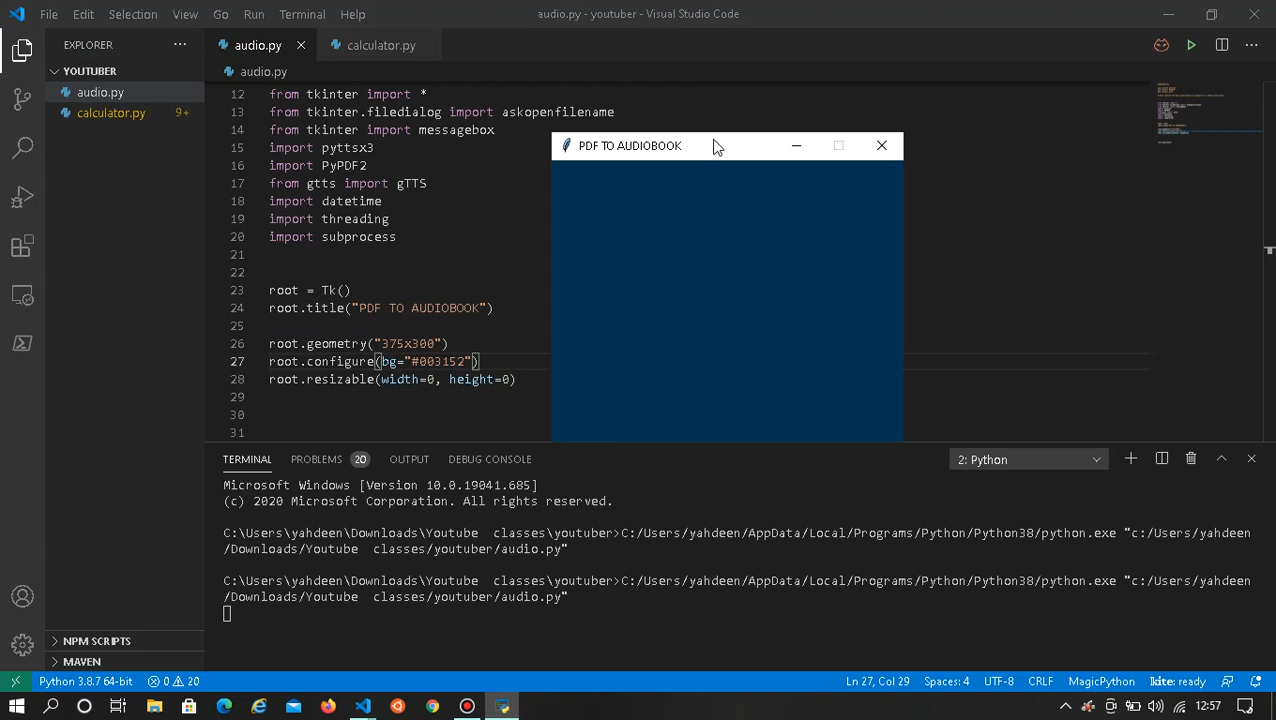 File Edit Selection View Go Run Terminal Help
audio.py - youtuber - Visual Studio Code
EXPLORER
YOUTUBER
audio.py
calculator.py 9+
NPM SCRIPTS
MAVEN
audio.py calculator.py
audio.py
12 from tkinter import *
13 from tkinter.filedialog import askopenfilename
14 from tkinter import messagebox
15 import pyttsx3
16 import PyPDF2
17 from gtts import gTTS
18 import datetime
19 import threading
20 import subprocess
21
22
23 root = Tk()
24 root.title("PDF TO AUDIOBOOK")
25
26 root.geometry("375x300")
27 root.configure(bg="#003152")
28 root.resizable(width=0, height=0)
29
30
31
PDF TO AUDIOBOOK
TERMINAL PROBLEMS 20 OUTPUT DEBUG CONSOLE 2: Python
Microsoft Windows [Version 10.0.19041.685]
(c) 2020 Microsoft Corporation. All rights reserved.
C:\Users\yahdeen\Downloads\Youtube  classes\youtuber>C:/Users/yahdeen/AppData/Local/Programs/Python/Python38/python.exe "c:/Users/yahdeen
/Downloads/Youtube  classes/youtuber/audio.py"
C:\Users\yahdeen\Downloads\Youtube  classes\youtuber>C:/Users/yahdeen/AppData/Local/Programs/Python/Python38/python.exe "c:/Users/yahdeen
/Downloads/Youtube  classes/youtuber/audio.py"
Python 3.8.7 64-bit 0 20 Ln 27, Col 29 Spaces: 4 UTF-8 CRLF MagicPython kite: ready
12:57